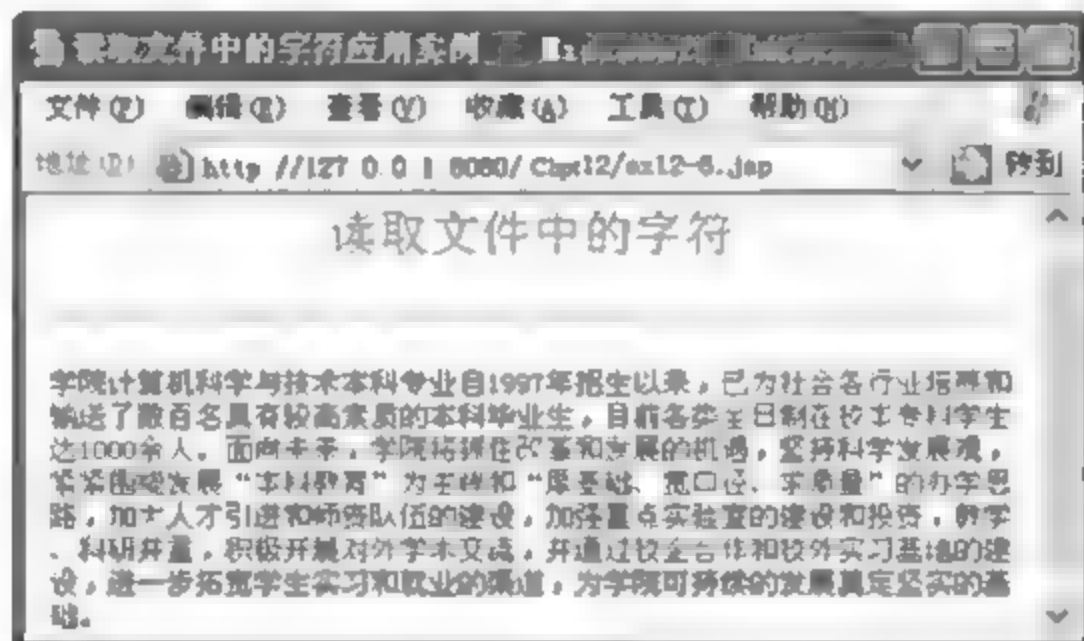 读取文件中的字符应用实例
文件(F) 编辑(E) 查看(V) 收藏(A) 工具(T) 帮助(H)
地址(D) http://127.0.0.1:8080/Chpt12/ex12-6.jsp 转到
读取文件中的字符
学院计算机科学与技术本科专业自1997年招生以来，已为社会各行业培养和
输送了数百名具有较高素质的本科毕业生，目前各类全日制在校本专科学生
达1000余人。面向未来，学院将抓住改革和发展的机遇，坚持科学发展观，
紧紧围绕发展“本科教育”为主线和“厚基础、宽口径、高质量”的办学思
路，加大人才引进和师资队伍的建设，加强重点实验室的建设和投资，教学
、科研并重，积极开展对外学术交流，并通过校企合作和校外实习基地的建
设，进一步拓宽学生实习和就业的渠道，为学院可持续的发展奠定坚实的基
础。